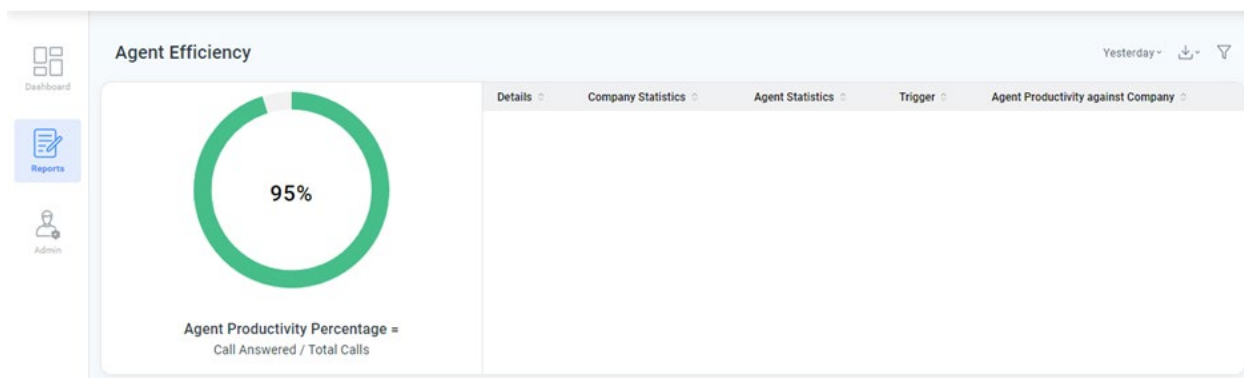 Agent Efficiency
Yesterday
Dashboard
Reports
Admin
95%
Agent Productivity Percentage =
Call Answered / Total Calls
Details Company Statistics Agent Statistics Trigger Agent Productivity against Company